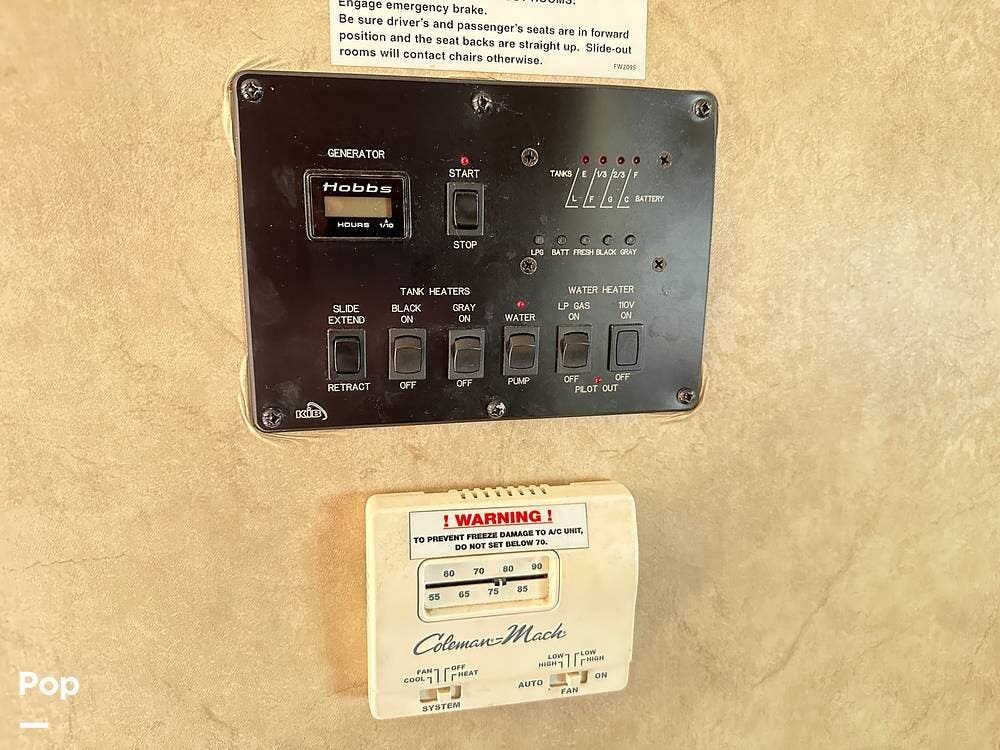 Engage emergency brake.
Be sure driver's and passenger's seats are in forward
position and the seat backs are straight up. Slide-out
rooms will contact chairs otherwise.
FW2095
GENERATOR
Hobbs
HOURS 1/10
START
STOP
TANKS E 1/3 2/3 F
L F G C BATTERY
LPG BATT FRESH BLACK GRAY
TANK HEATERS
WATER HEATER
SLIDE
EXTEND
RETRACT
BLACK
ON
OFF
GRAY
ON
OFF
WATER
PUMP
LP GAS
ON
OFF
110V
ON
OFF
PILOT OUT
KIB
! WARNING !
TO PREVENT FREEZE DAMAGE TO A/C UNIT,
DO NOT SET BELOW 70.
60 70 80 90
55 65 75 85
Coleman-Mach
FAN OFF
COOL HEAT
SYSTEM
LOW LOW
HIGH HIGH
AUTO ON
FAN
Pop